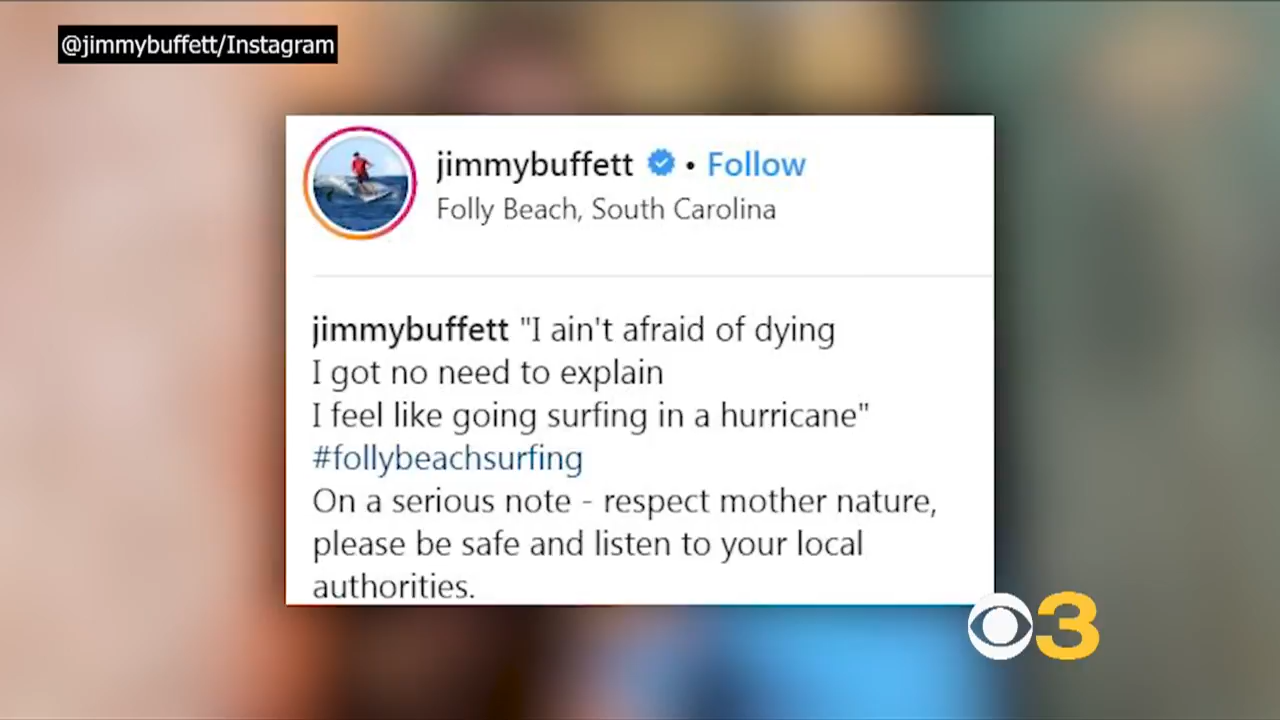 @jimmybuffett/Instagram
jimmybuffett • Follow
Folly Beach, South Carolina
jimmybuffett "I ain't afraid of dying
I got no need to explain
I feel like going surfing in a hurricane"
#follybeachsurfing
On a serious note - respect mother nature,
please be safe and listen to your local
authorities.
3